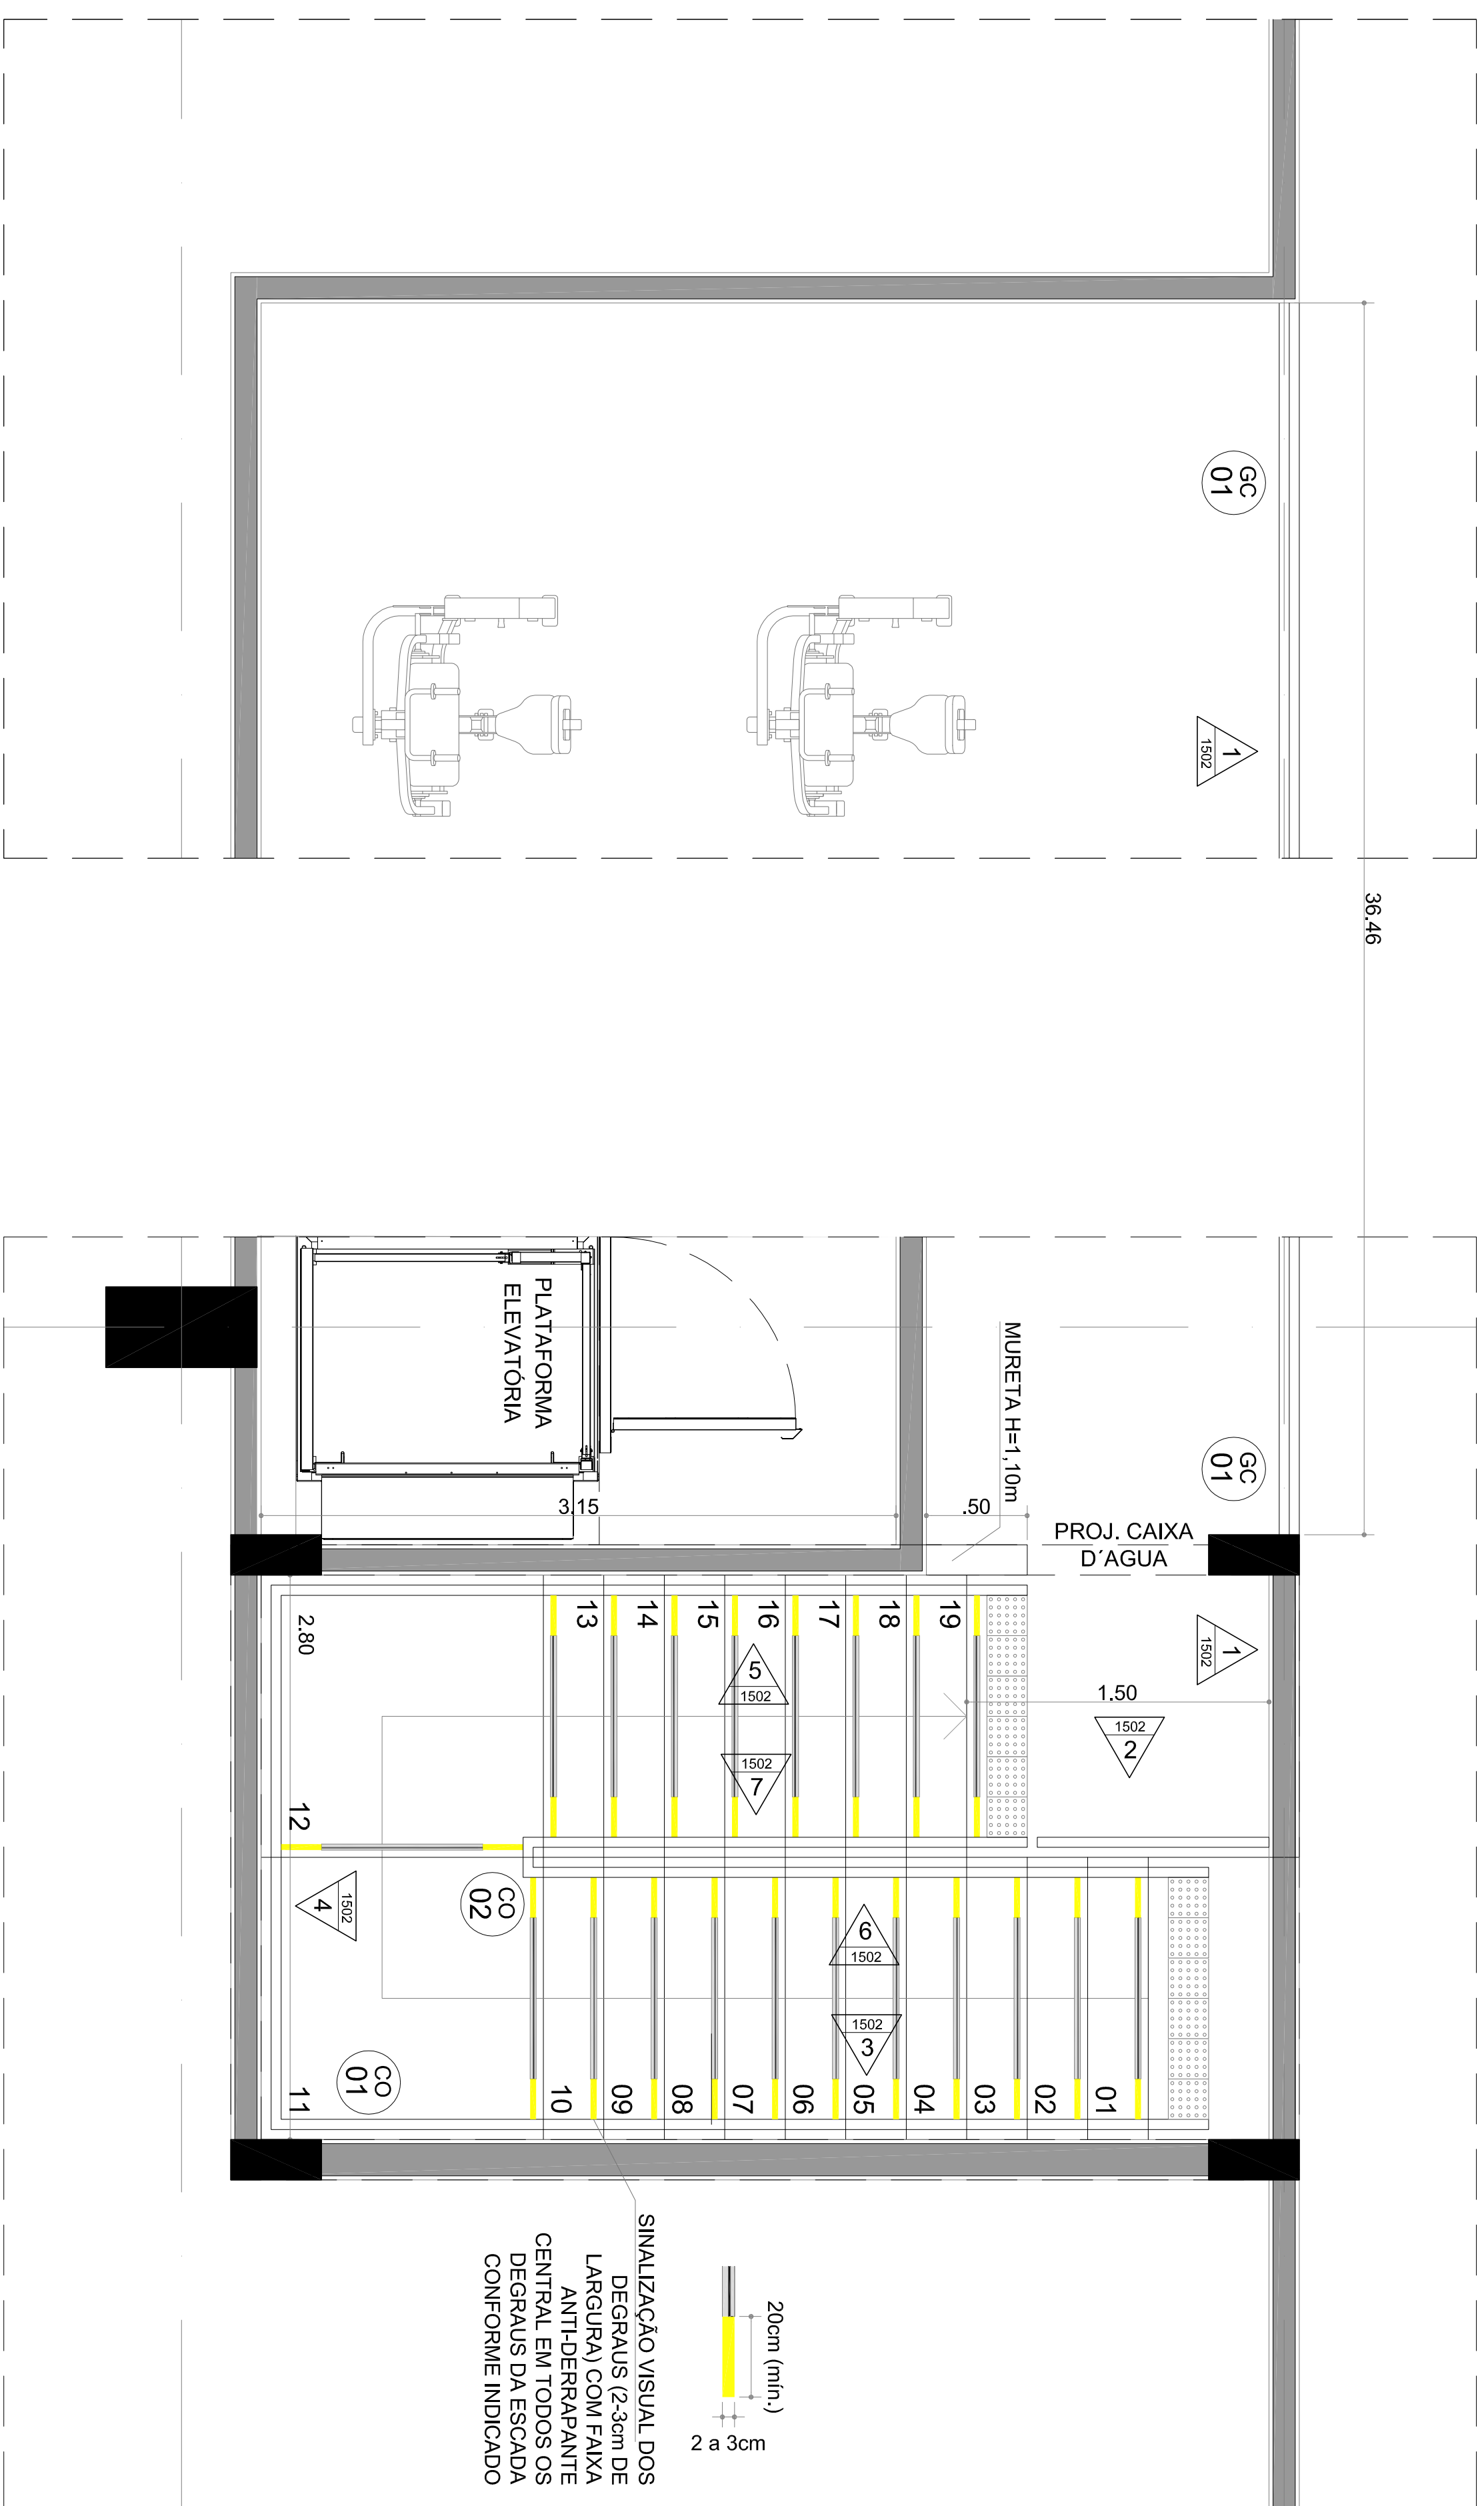 GC
01
1
1502
36.46
PLATAFORMA
ELEVATÓRIA
MURETA H=1,10m
GC
01
3.15
.50
PROJ. CAIXA
D´AGUA
2.80
13
14
15
16
17
18
19
5
1502
1502
7
1.50
1502
2
1
1502
12
CO
02
1502
4
6
1502
1502
3
CO
01
11
10
09
08
07
06
05
04
03
02
01
SINALIZAÇÃO VISUAL DOS
DEGRAUS (2-3cm DE
LARGURA) COM FAIXA
ANTI-DERRAPANTE
CENTRAL EM TODOS OS
DEGRAUS DA ESCADA
CONFORME INDICADO
20cm (mín.)
2 a 3cm